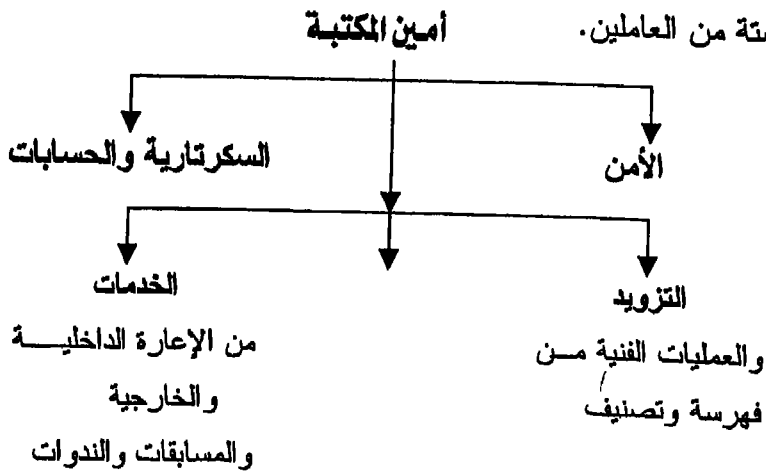 ستة من العاملين.
أمين المكتبة
الأمن
السكرتارية والحسابات
التزويد
والعمليات الفنية من
فهرسة وتصنيف
الخدمات
من الإعارة الداخلية
والخارجية
والمسابقات والندوات